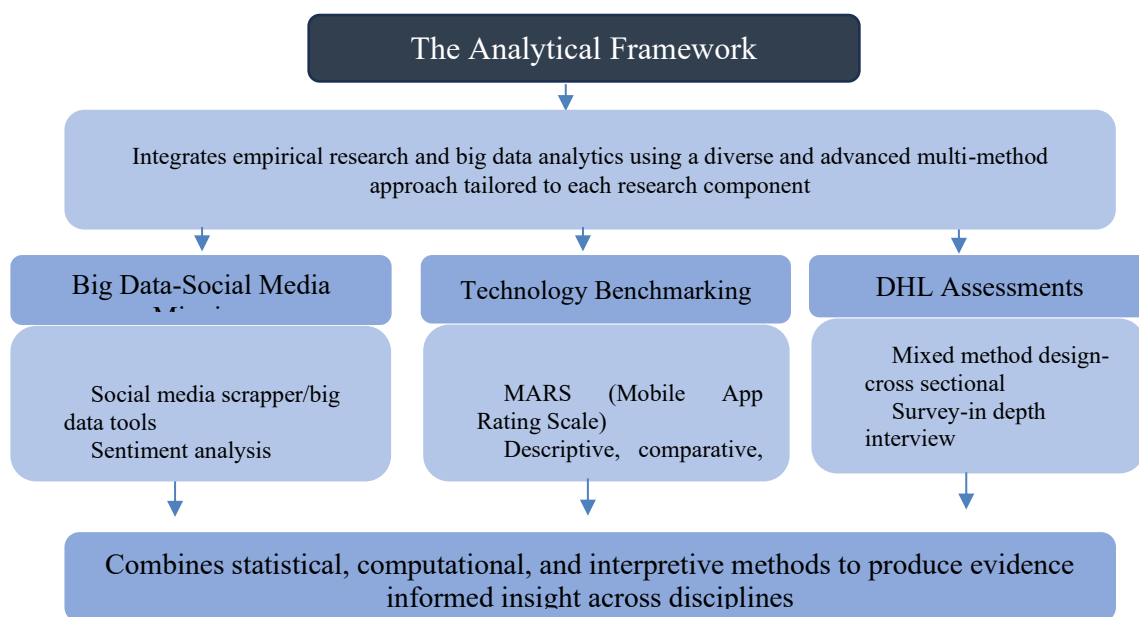 The Analytical Framework
Integrates empirical research and big data analytics using a diverse and advanced multi-method
approach tailored to each research component
Big Data-Social Media
Technology Benchmarking
DHL Assessments
Social media scrapper/big
data tools
Sentiment analysis
MARS (Mobile App
Rating Scale)
Descriptive, comparative,
Mixed method design-
cross sectional
Survey-in depth
interview
Combines statistical, computational, and interpretive methods to produce evidence
informed insight across disciplines